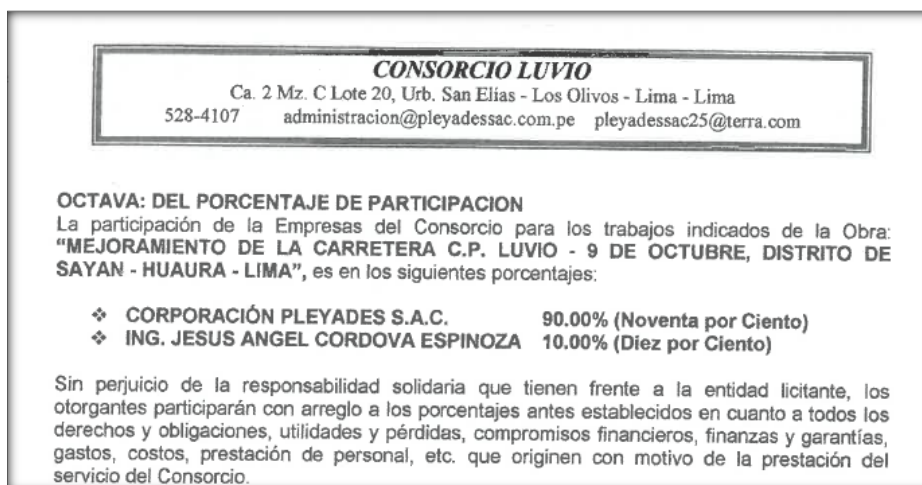 CONSORCIO LUVIO
Ca. 2 Mz. C Lote 20, Urb. San Elias - Los Olivos - Lima - Lima
528-4107 administracion@pleyadessac.com.pe pleyadessac25@terra.com
OCTAVA: DEL PORCENTAJE DE PARTICIPACION
La participación de la Empresas del Consorcio para los trabajos indicados de la Obra:
“MEJORAMIENTO DE LA CARRETERA C.P. LUVIO - 9 DE OCTUBRE, DISTRITO DE
SAYAN - HUAURA - LIMA”, es en los siguientes porcentajes:
❖ CORPORACIÓN PLEYADES S.A.C. 90.00% (Noventa por Ciento)
❖ ING. JESUS ANGEL CORDOVA ESPINOZA 10.00% (Diez por Ciento)
Sin perjuicio de la responsabilidad solidaria que tienen frente a la entidad licitante, los
otorgantes participarán con arreglo a los porcentajes antes establecidos en cuanto a todos los
derechos y obligaciones, utilidades y pérdidas, compromisos financieros, finanzas y garantías,
gastos, costos, prestación de personal, etc. que originen con motivo de la prestación del
servicio del Consorcio.